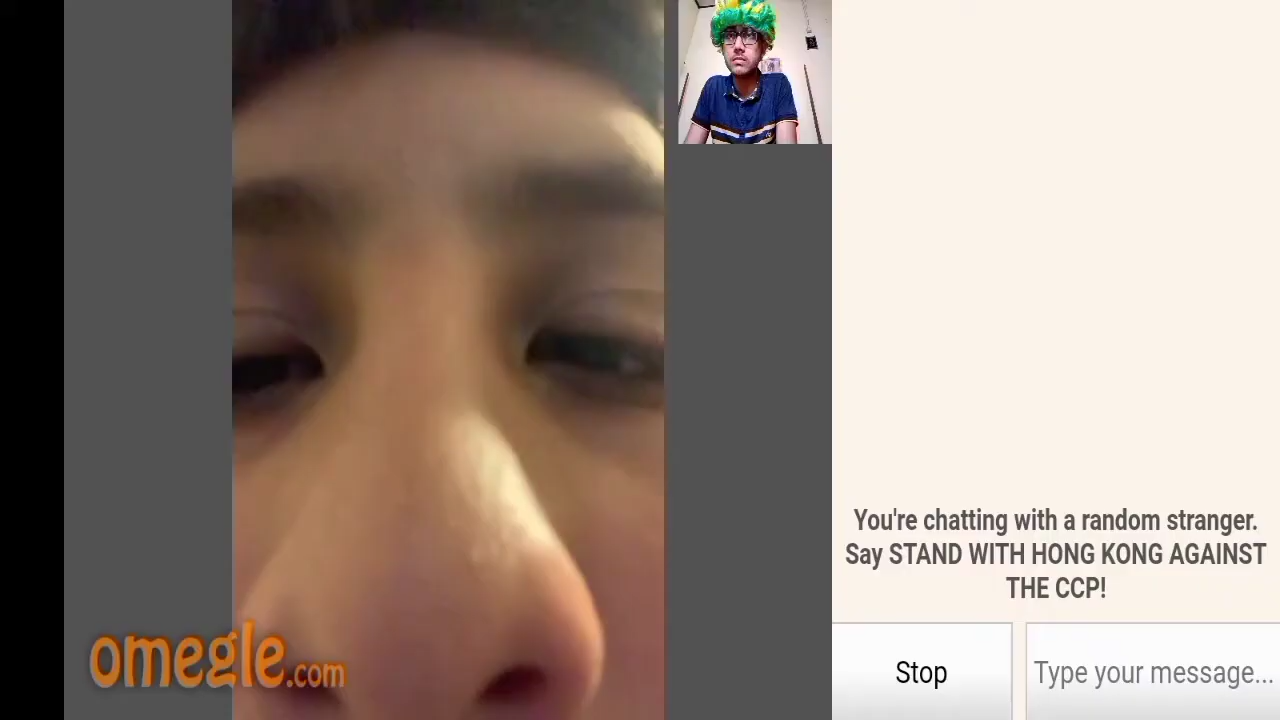 You're chatting with a random stranger.
Say STAND WITH HONG KONG AGAINST
THE CCP!
Stop
Type your message...
omegle.com